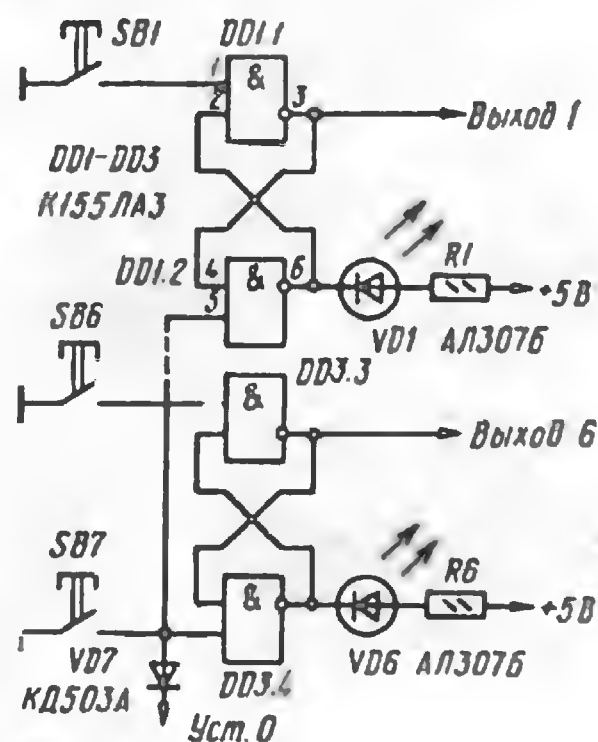 SB1
DD1.1
1
2
&
3
Выход 1
DD1-DD3
К155ЛА3
DD1.2
4
5
&
6
R1
+5В
VD1 АЛ307Б
SB6
DD3.3
&
Выход 6
SB7
R6
&
+5В
VD7
КД503А
DD3.4
VD6 АЛ307Б
Уст. 0